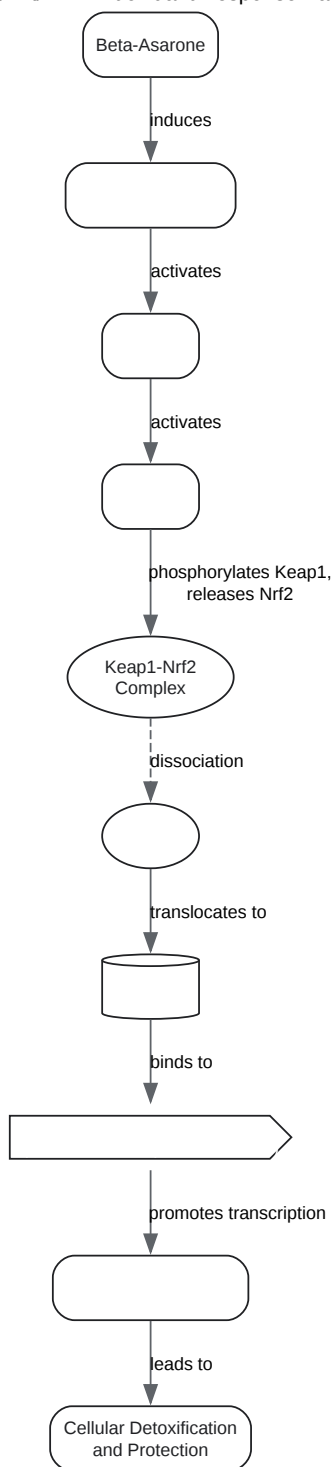 Beta-Asarone
induces
activates
activates
phosphorylates Keap1,
releases Nrf2
Keap1-Nrf2
Complex
dissociation
translocates to
binds to
promotes transcription
leads to
Cellular Detoxification
and Protection